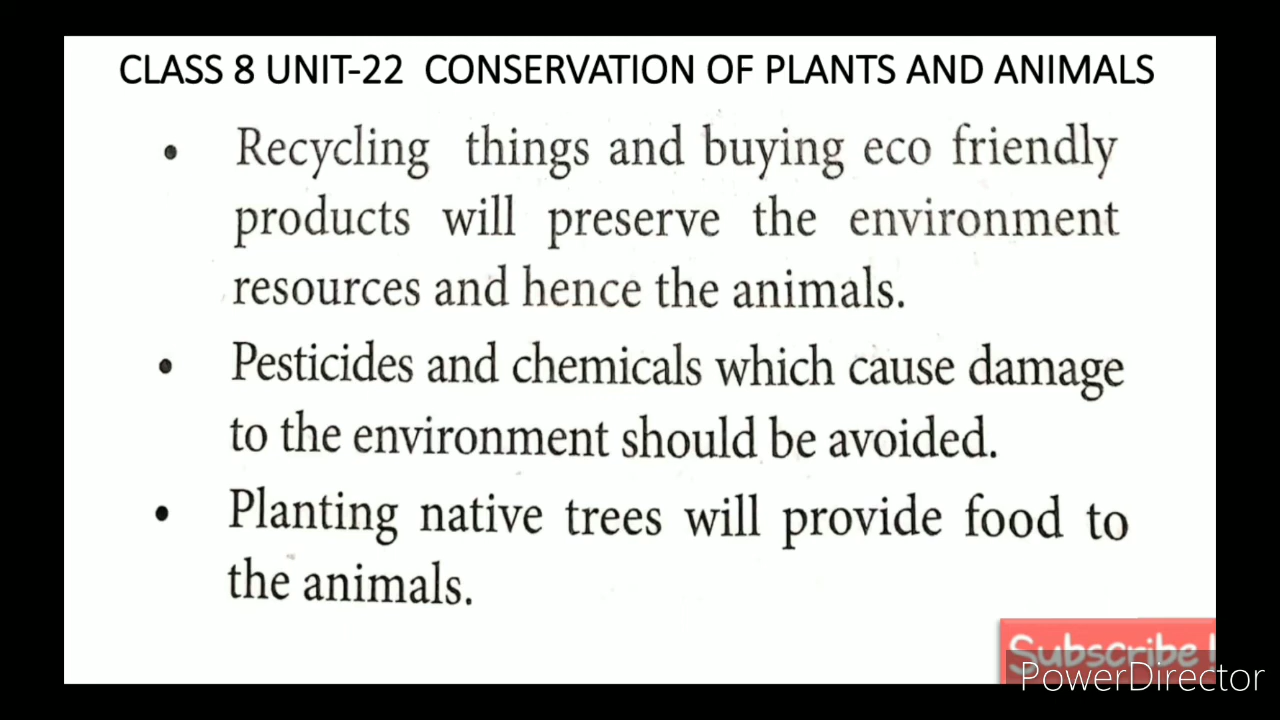 CLASS 8 UNIT-22 CONSERVATION OF PLANTS AND ANIMALS
• Recycling things and buying eco friendly
products will preserve the environment
resources and hence the animals.
• Pesticides and chemicals which cause damage
to the environment should be avoided.
• Planting native trees will provide food to
the animals.
Subscribe !
PowerDirector